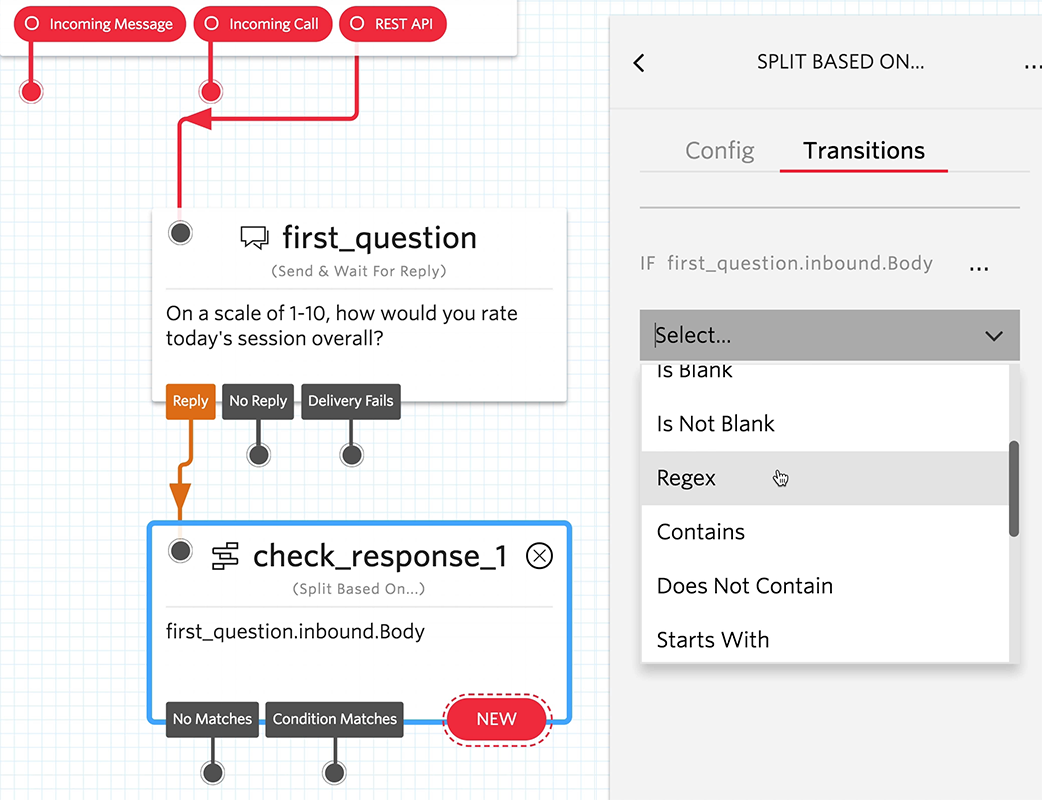 Incoming Message
Incoming Call
REST API
first_question
(Send & Wait For Reply)
On a scale of 1-10, how would you rate
today's session overall?
Reply
No Reply
Delivery Fails
check_response_1
(Split Based On...)
first_question.inbound.Body
No Matches
Condition Matches
NEW
SPLIT BASED ON...
...
Config
Transitions
IF first_question.inbound.Body
...
Select...
Is Blank
Is Not Blank
Regex
Contains
Does Not Contain
Starts With